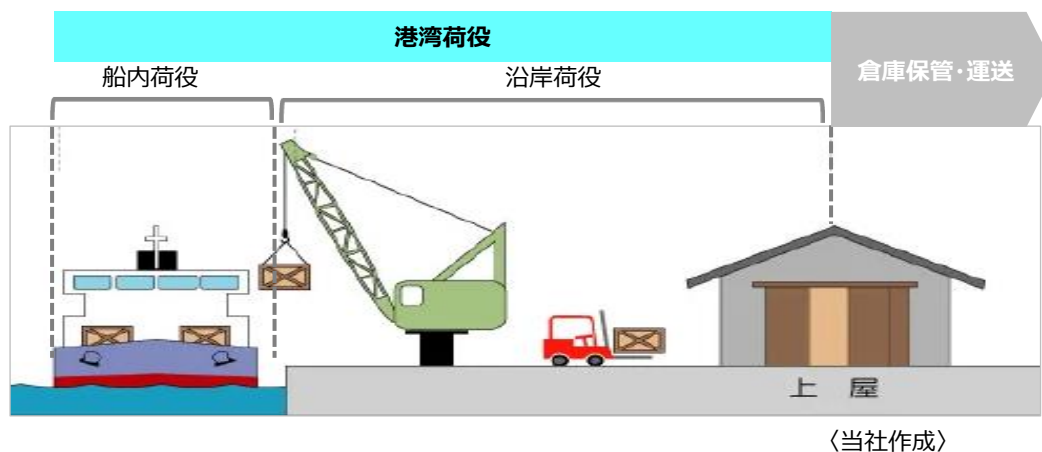 港湾荷役
倉庫保管･運送
船内荷役
沿岸荷役
上屋
〈当社作成〉